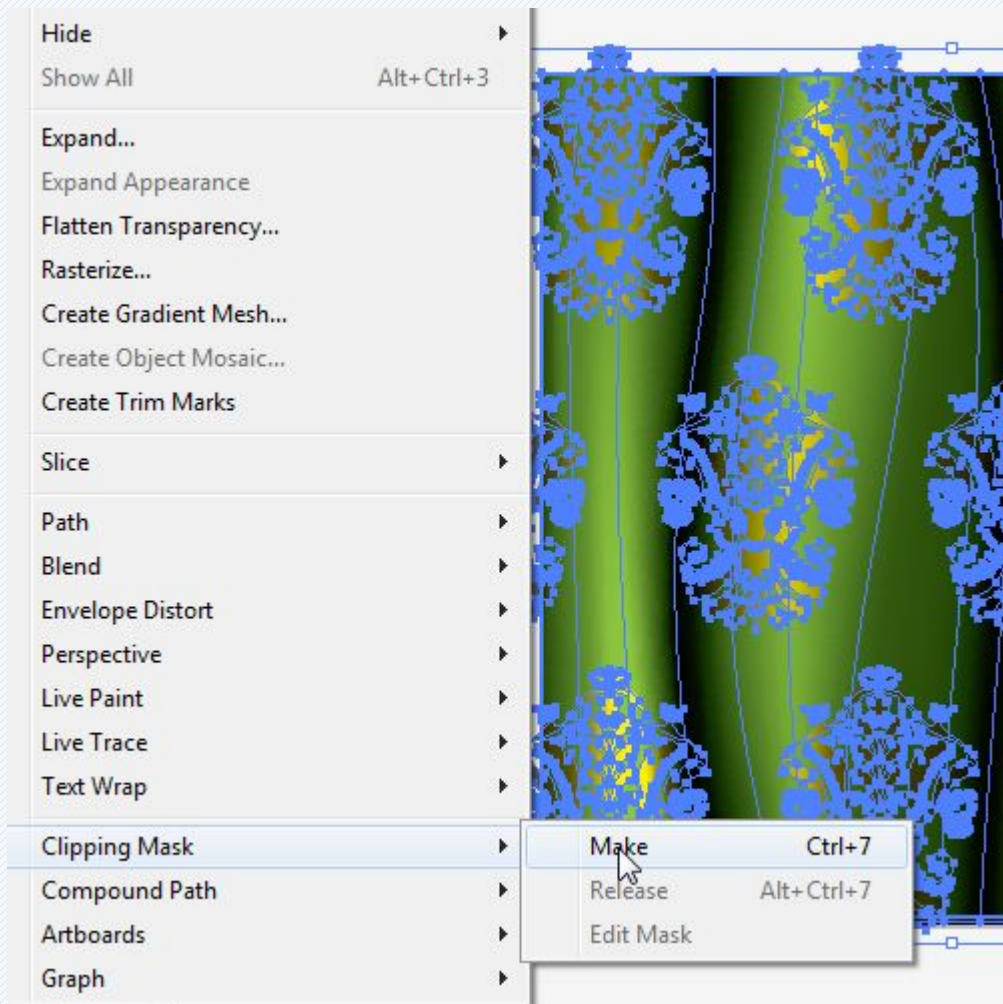 Hide
Show All Alt+Ctrl+3
Expand...
Expand Appearance
Flatten Transparency...
Rasterize...
Create Gradient Mesh...
Create Object Mosaic...
Create Trim Marks
Slice
Path
Blend
Envelope Distort
Perspective
Live Paint
Live Trace
Text Wrap
Clipping Mask
Make Ctrl+7
Compound Path
Release Alt+Ctrl+7
Artboards
Edit Mask
Graph